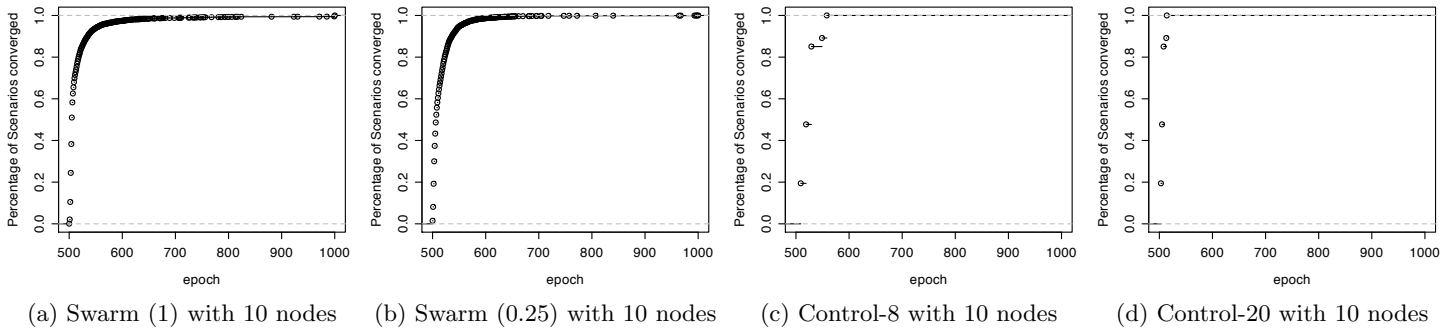 Percentage of Scenarios converged
0.0 0.2 0.4 0.6 0.8 1.0
500 600 700 800 900 1000
epoch
(a) Swarm (1) with 10 nodes
Percentage of Scenarios converged
0.0 0.2 0.4 0.6 0.8 1.0
500 600 700 800 900 1000
epoch
(b) Swarm (0.25) with 10 nodes
Percentage of Scenarios converged
0.0 0.2 0.4 0.6 0.8 1.0
500 600 700 800 900 1000
epoch
(c) Control-8 with 10 nodes
Percentage of Scenarios converged
0.0 0.2 0.4 0.6 0.8 1.0
500 600 700 800 900 1000
epoch
(d) Control-20 with 10 nodes